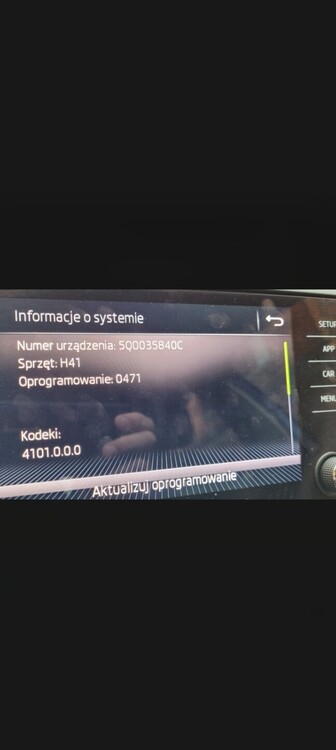 Informacje o systemie
SETUP
Numer urządzenia: 5Q0035840C
Sprzęt: H41
APP
Oprogramowanie: 0471
CAR
MENU
Kodeki:
4101.0.0.0
Aktualizuj oprogramowanie